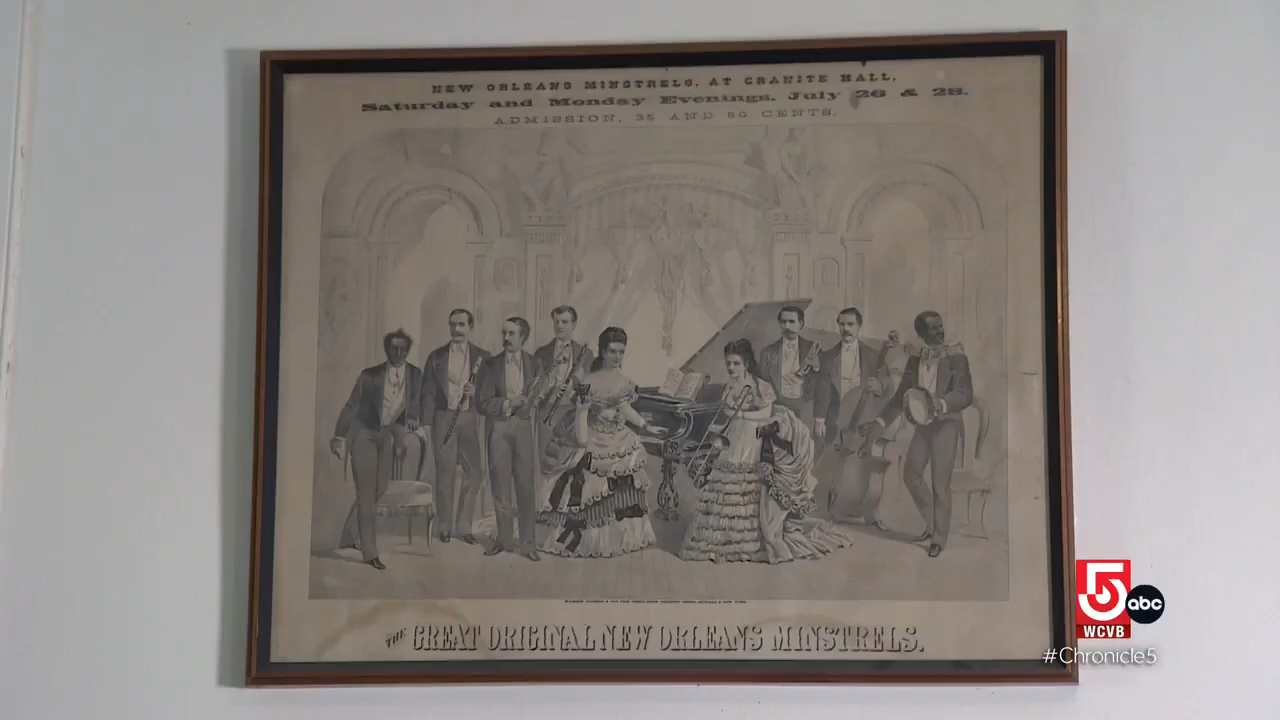 NEW ORLEANS MINSTRELS, AT GRANITE HALL,
Saturday and Monday Evenings, July 26 & 28.
ADMISSION, 35 AND 50 CENTS.
THE GREAT ORIGINAL NEW ORLEANS MINSTRELS.
5
abc
WCVB
#Chronicle5